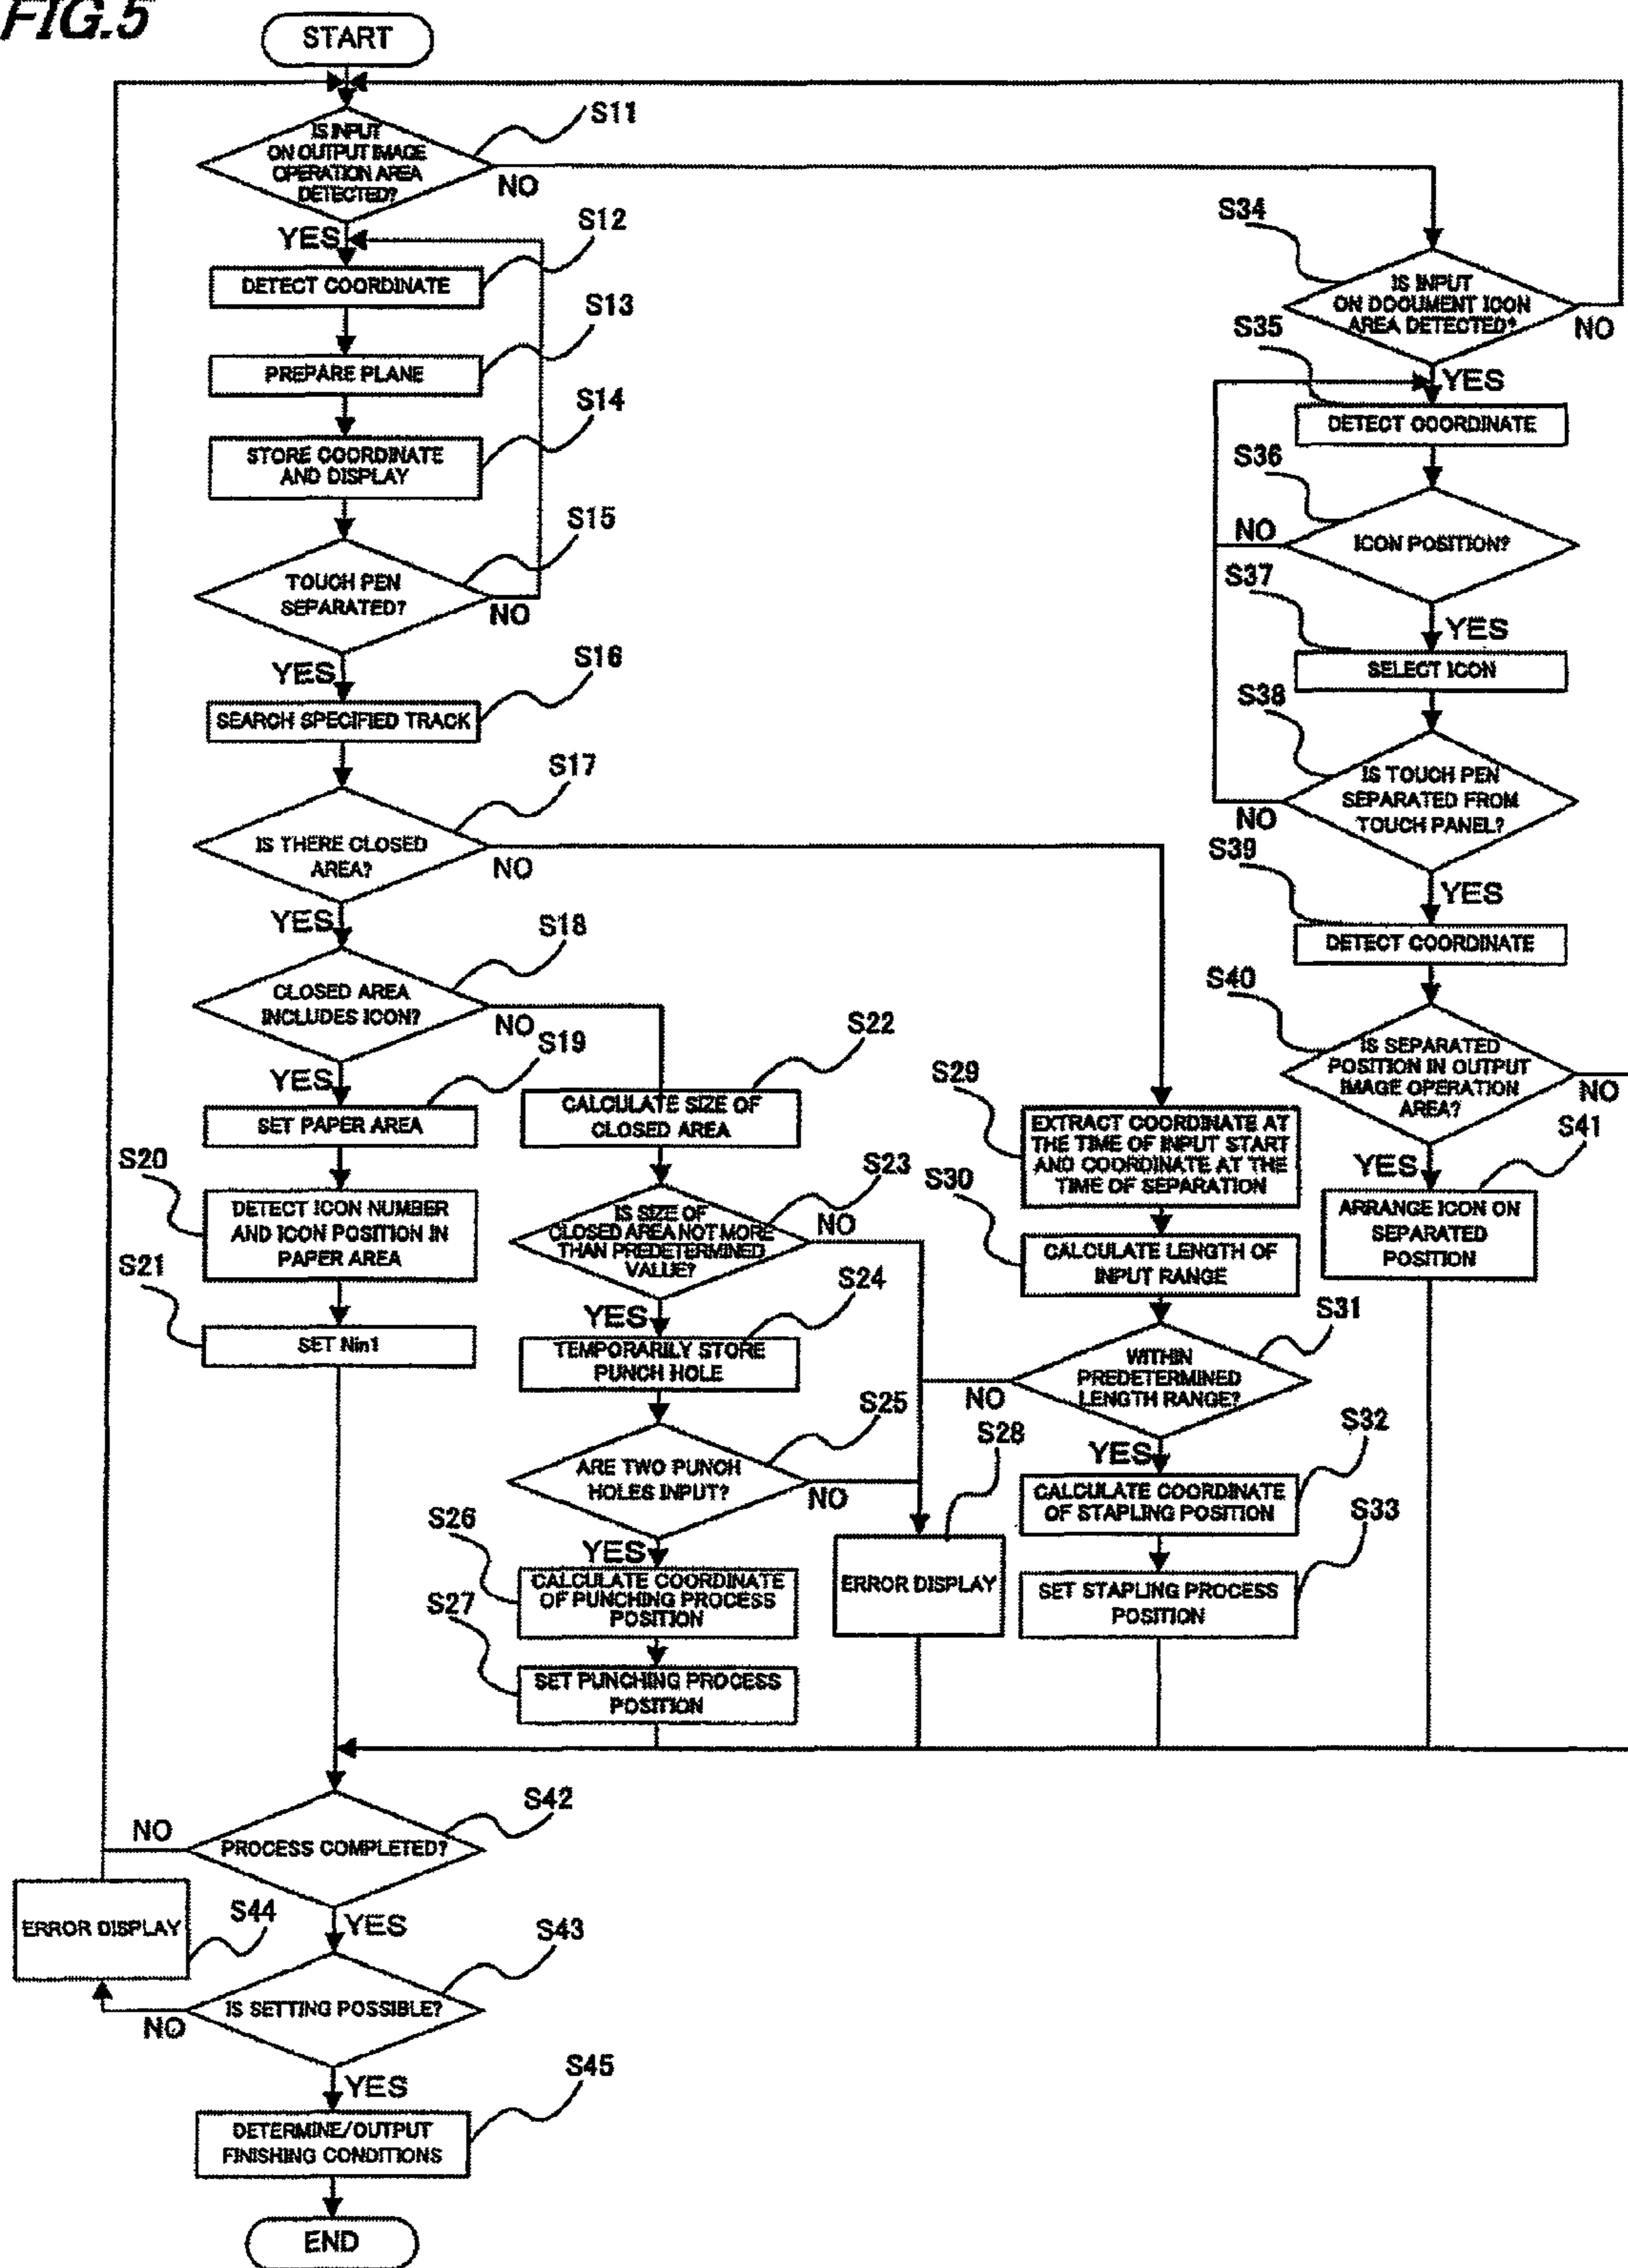 FIG.5
START
S11
IS INPUT
ON OUTPUT IMAGE
OPERATION AREA
DETECTED?
NO
YES
S12
DETECT COORDINATE
S13
PREPARE PLANE
S14
STORE COORDINATE
AND DISPLAY
S15
TOUCH PEN
SEPARATED?
NO
YES
S16
SEARCH SPECIFIED TRACK
S17
IS THERE CLOSED
AREA?
NO
YES
S18
CLOSED AREA
INCLUDES ICON?
NO
YES
S19
SET PAPER AREA
S20
DETECT ICON NUMBER
AND ICON POSITION IN
PAPER AREA
S21
SET Nin1
S22
CALCULATE SIZE OF
CLOSED AREA
S23
IS SIZE OF
CLOSED AREA NOT MORE
THAN PREDETERMINED
VALUE?
NO
YES
S24
TEMPORARILY STORE
PUNCH HOLE
S25
ARE TWO PUNCH
HOLES INPUT?
NO
YES
S26
CALCULATE COORDINATE
OF PUNCHING PROCESS
POSITION
S27
SET PUNCHING PROCESS
POSITION
S28
ERROR DISPLAY
S29
EXTRACT COORDINATE AT
THE TIME OF INPUT START
AND COORDINATE AT THE
TIME OF SEPARATION
S30
CALCULATE LENGTH OF
INPUT RANGE
S31
WITHIN
PREDETERMINED
LENGTH RANGE?
NO
YES
S32
CALCULATE COORDINATE
OF STAPLING POSITION
S33
SET STAPLING PROCESS
POSITION
S34
IS INPUT
ON DOCUMENT ICON
AREA DETECTED?
NO
YES
S35
DETECT COORDINATE
S36
ICON POSITION?
NO
YES
S37
SELECT ICON
S38
IS TOUCH PEN
SEPARATED FROM
TOUCH PANEL?
NO
YES
S39
DETECT COORDINATE
S40
IS SEPARATED
POSITION IN OUTPUT
IMAGE OPERATION
AREA?
NO
YES
S41
ARRANGE ICON ON
SEPARATED
POSITION
S42
PROCESS COMPLETED?
NO
YES
S43
IS SETTING POSSIBLE?
NO
YES
S44
ERROR DISPLAY
S45
DETERMINE/OUTPUT
FINISHING CONDITIONS
END